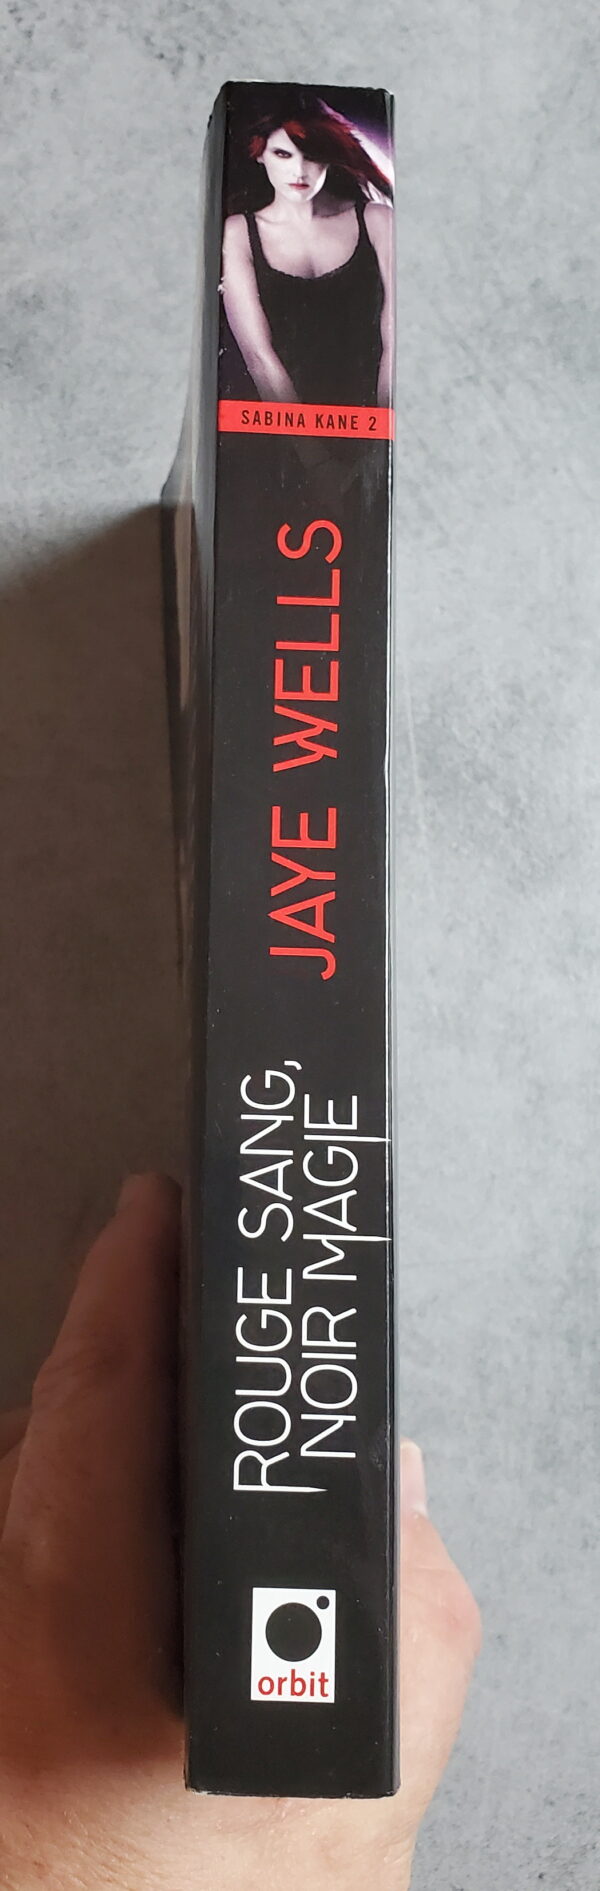 SABINA KANE 2
JAYE WELLS
ROUGE SANG,
NOIR MAGIE
orbit